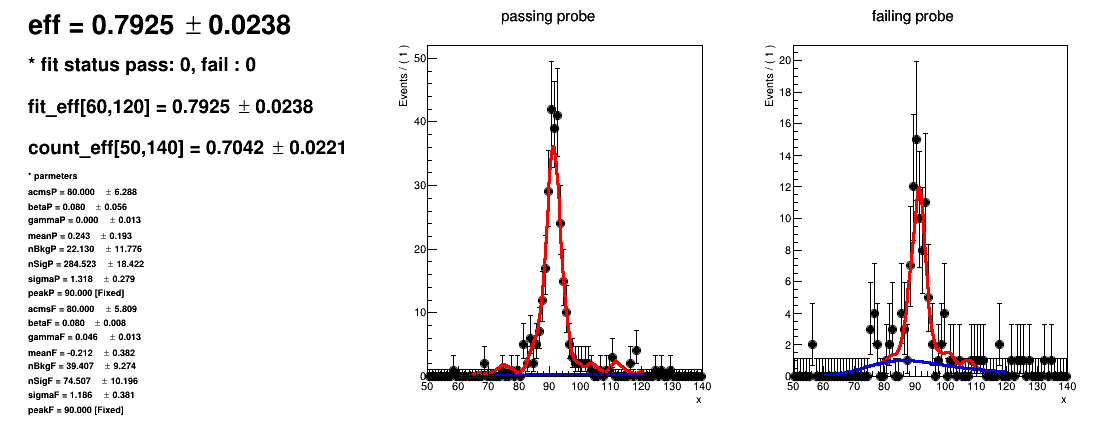 eff = 0.7925 ± 0.0238
* fit status pass: 0, fail : 0
fit_eff[60,120] = 0.7925 ± 0.0238
count_eff[50,140] = 0.7042 ± 0.0221
* parmeters
acmsP = 80.000 ± 6.288
betaP = 0.080 ± 0.056
gammaP = 0.000 ± 0.013
meanP = 0.243 ± 0.193
nBkgP = 22.130 ± 11.776
nSigP = 284.523 ± 18.422
sigmaP = 1.318 ± 0.279
peakP = 90.000 [Fixed]
acmsF = 80.000 ± 5.809
betaF = 0.080 ± 0.008
gammaF = 0.046 ± 0.013
meanF = -0.212 ± 0.382
nBkgF = 39.407 ± 9.274
nSigF = 74.507 ± 10.196
sigmaF = 1.186 ± 0.381
peakF = 90.000 [Fixed]
passing probe
Events / ( 1 )
50
40
30
20
10
0
50 60 70 80 90 100 110 120 130 140
x
failing probe
Events / ( 1 )
20
18
16
14
12
10
8
6
4
2
0
50 60 70 80 90 100 110 120 130 140
x